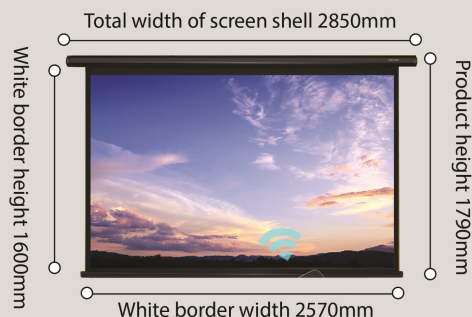 Total width of screen shell 2850mm
White border height 1600mm
Product height 1790mm
White border width 2570mm